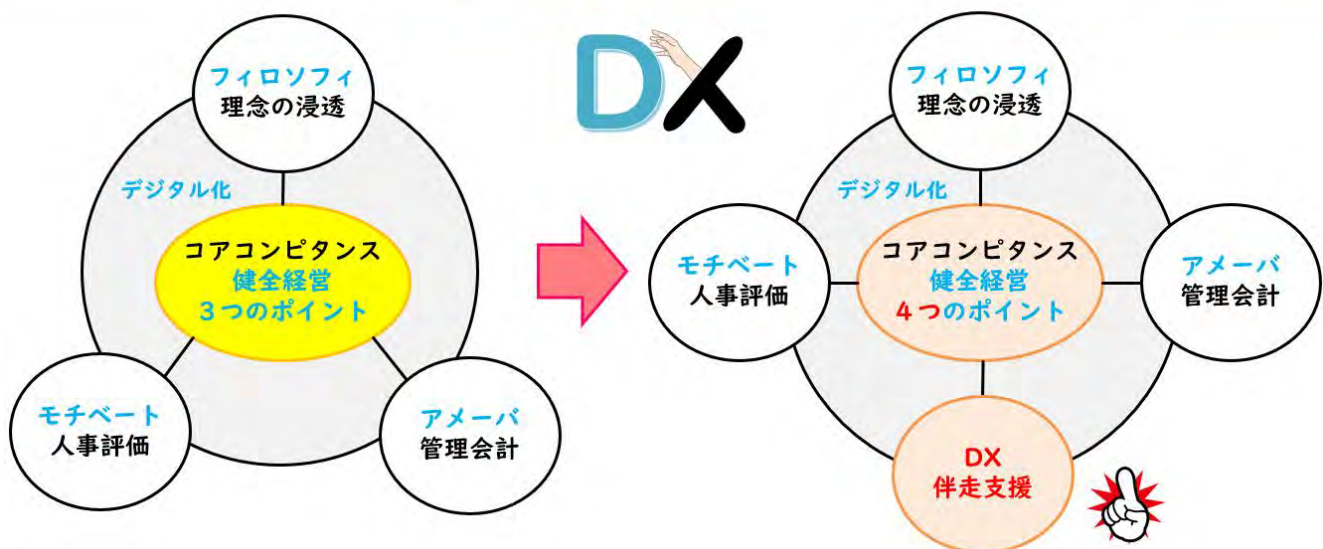 DX
フィロソフィ
理念の浸透
デジタル化
コアコンピタンス
健全経営
3つのポイント
モチベート
人事評価
アメーバ
管理会計
フィロソフィ
理念の浸透
デジタル化
モチベート
人事評価
コアコンピタンス
健全経営
4つのポイント
アメーバ
管理会計
DX
伴走支援